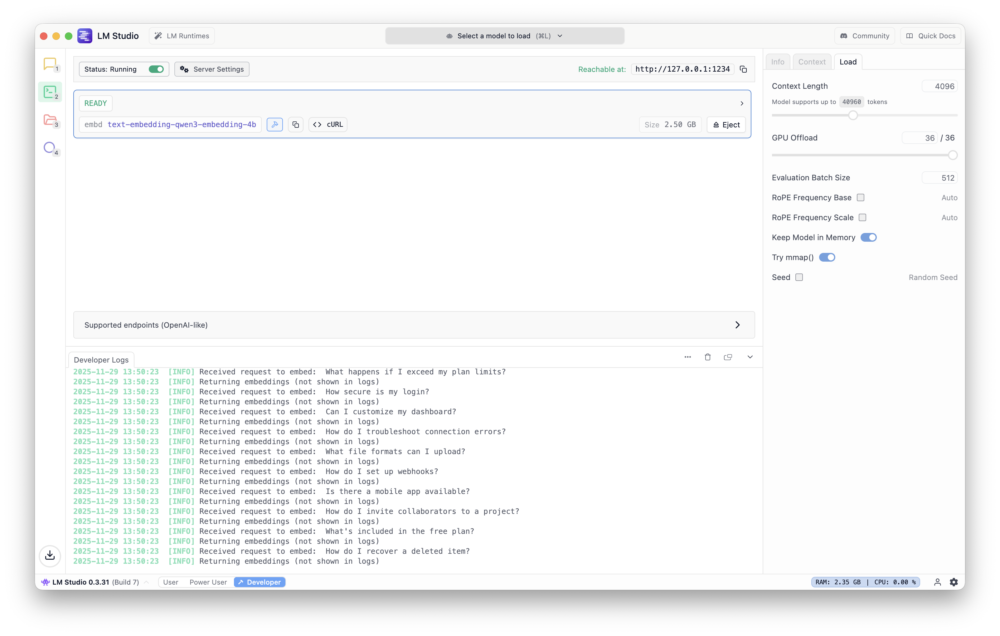 LM Studio LM Runtimes Select a model to load (⌘L) Community Quick Docs
1
2
3
4
Status: Running Server Settings Reachable at: http://127.0.0.1:1234
READY
embd text-embedding-qwen3-embedding-4b cURL Size 2.50 GB Eject
Supported endpoints (OpenAI-like)
Developer Logs
2025-11-29 13:50:23 [INFO] Received request to embed: What happens if I exceed my plan limits?
2025-11-29 13:50:23 [INFO] Returning embeddings (not shown in logs)
2025-11-29 13:50:23 [INFO] Received request to embed: How secure is my login?
2025-11-29 13:50:23 [INFO] Returning embeddings (not shown in logs)
2025-11-29 13:50:23 [INFO] Received request to embed: Can I customize my dashboard?
2025-11-29 13:50:23 [INFO] Returning embeddings (not shown in logs)
2025-11-29 13:50:23 [INFO] Received request to embed: How do I troubleshoot connection errors?
2025-11-29 13:50:23 [INFO] Returning embeddings (not shown in logs)
2025-11-29 13:50:23 [INFO] Received request to embed: What file formats can I upload?
2025-11-29 13:50:23 [INFO] Returning embeddings (not shown in logs)
2025-11-29 13:50:23 [INFO] Received request to embed: How do I set up webhooks?
2025-11-29 13:50:23 [INFO] Returning embeddings (not shown in logs)
2025-11-29 13:50:23 [INFO] Received request to embed: Is there a mobile app available?
2025-11-29 13:50:23 [INFO] Returning embeddings (not shown in logs)
2025-11-29 13:50:23 [INFO] Received request to embed: How do I invite collaborators to a project?
2025-11-29 13:50:23 [INFO] Returning embeddings (not shown in logs)
2025-11-29 13:50:23 [INFO] Received request to embed: What's included in the free plan?
2025-11-29 13:50:23 [INFO] Returning embeddings (not shown in logs)
2025-11-29 13:50:23 [INFO] Received request to embed: How do I recover a deleted item?
2025-11-29 13:50:23 [INFO] Returning embeddings (not shown in logs)
Info Context Load
Context Length 4096
Model supports up to 40960 tokens
GPU Offload 36 / 36
Evaluation Batch Size 512
RoPE Frequency Base Auto
RoPE Frequency Scale Auto
Keep Model in Memory
Try mmap()
Seed Random Seed
LM Studio 0.3.31 (Build 7) User Power User Developer RAM: 2.35 GB | CPU: 0.00 %